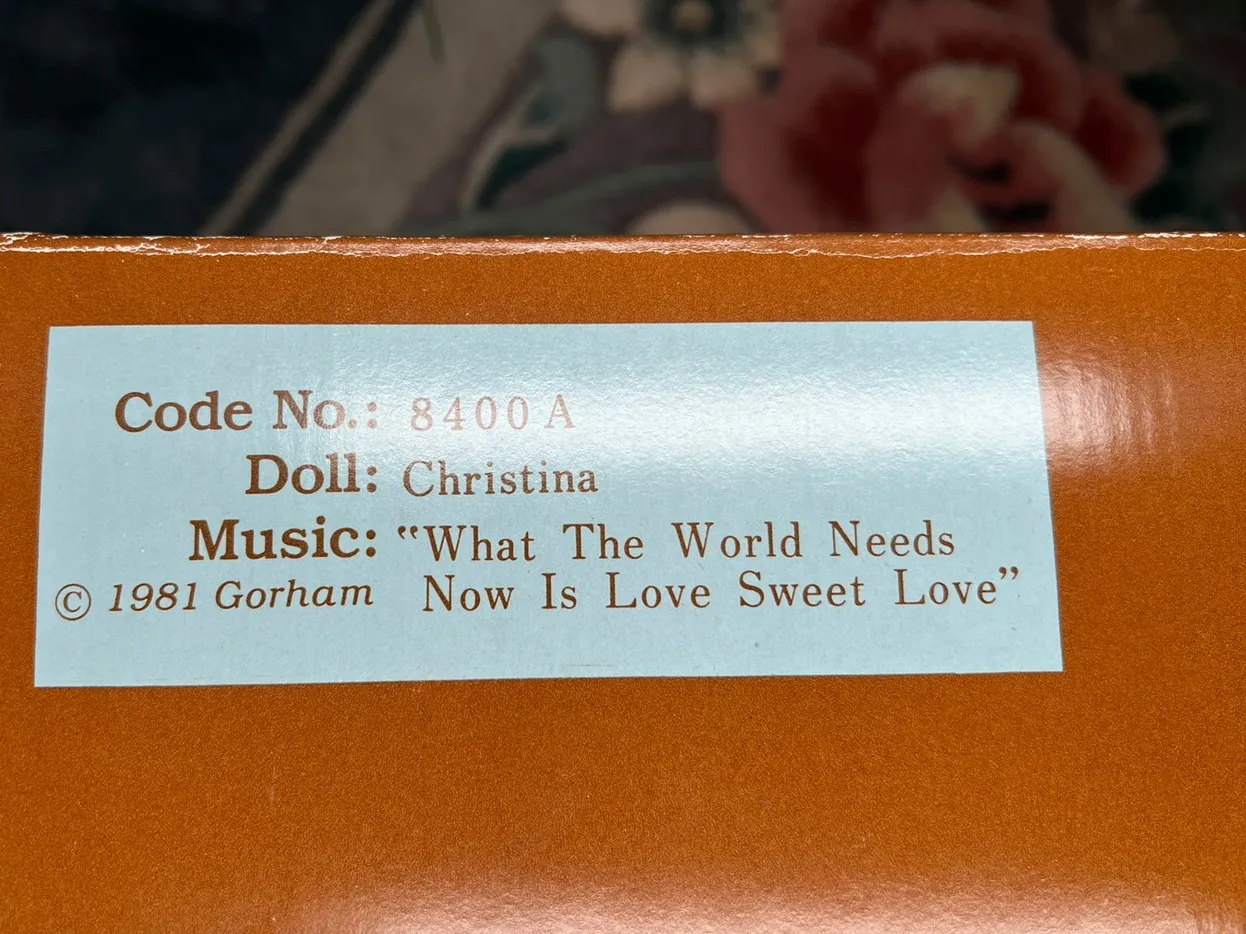 Code No.: 8400 A
Doll: Christina
Music: “What The World Needs
© 1981 Gorham Now Is Love Sweet Love”